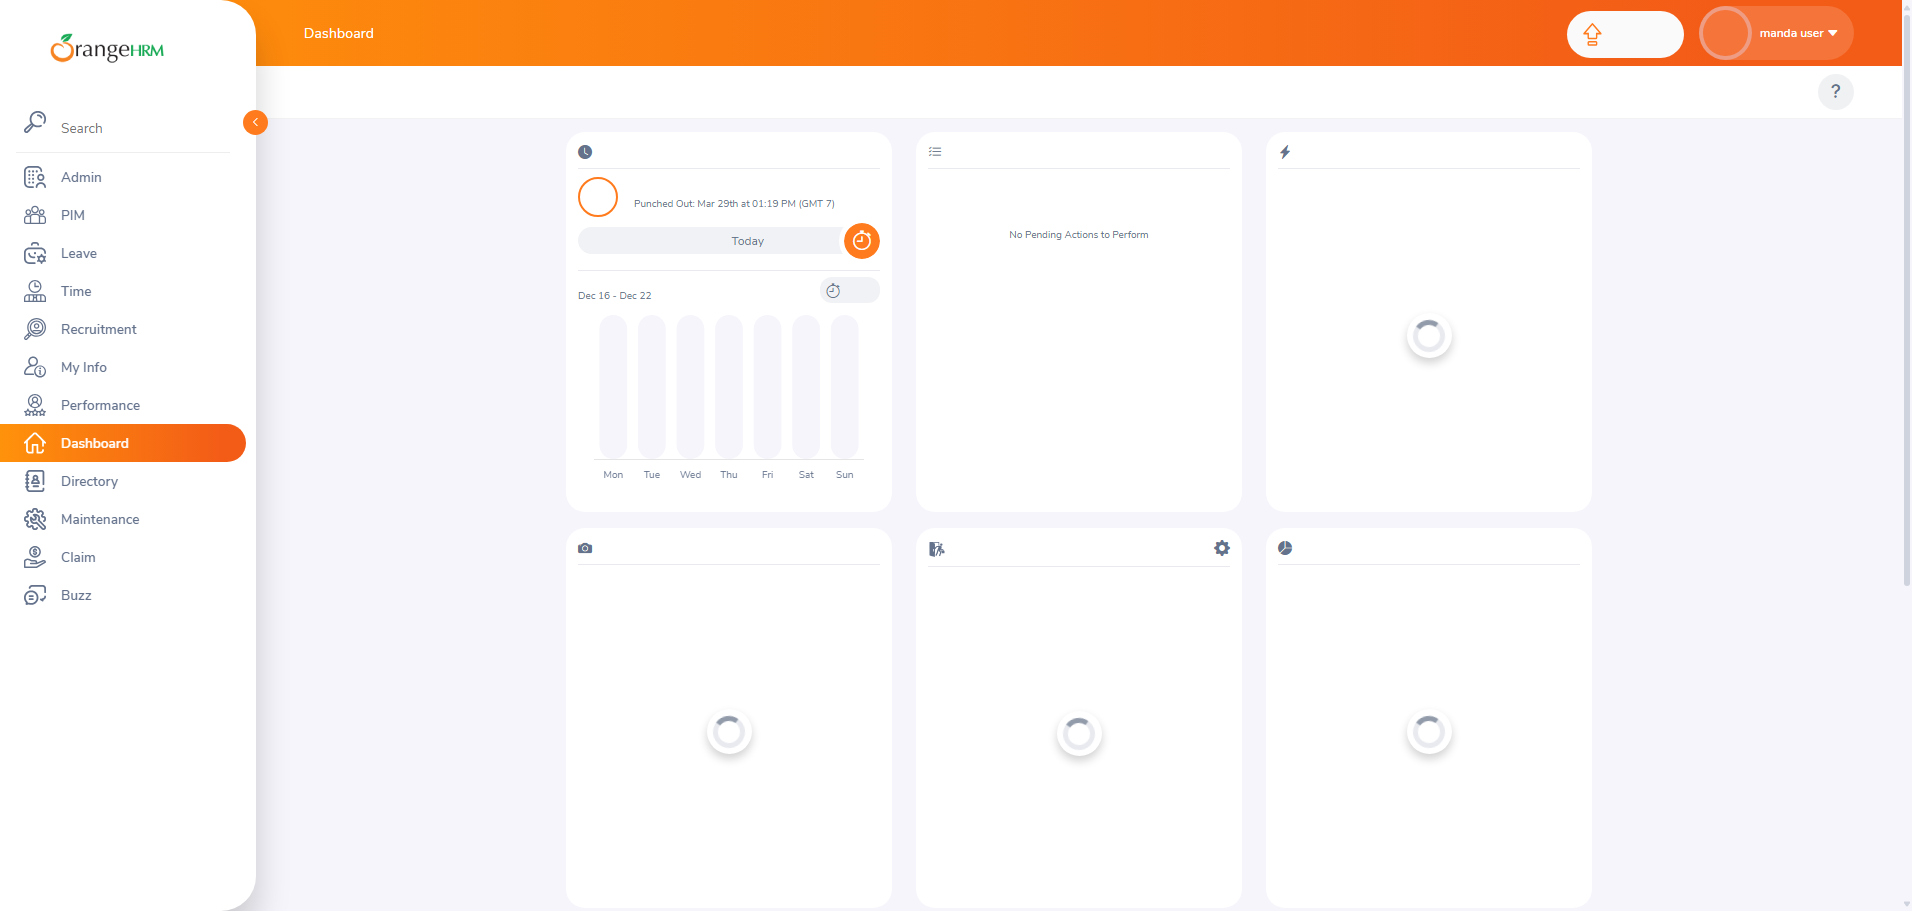 OrangeHRM
Search
Admin
PIM
Leave
Time
Recruitment
My Info
Performance
Dashboard
Directory
Maintenance
Claim
Buzz
Dashboard
manda user
?
Punched Out: Mar 29th at 01:19 PM (GMT 7)
Today
Dec 16 - Dec 22
Mon Tue Wed Thu Fri Sat Sun
No Pending Actions to Perform